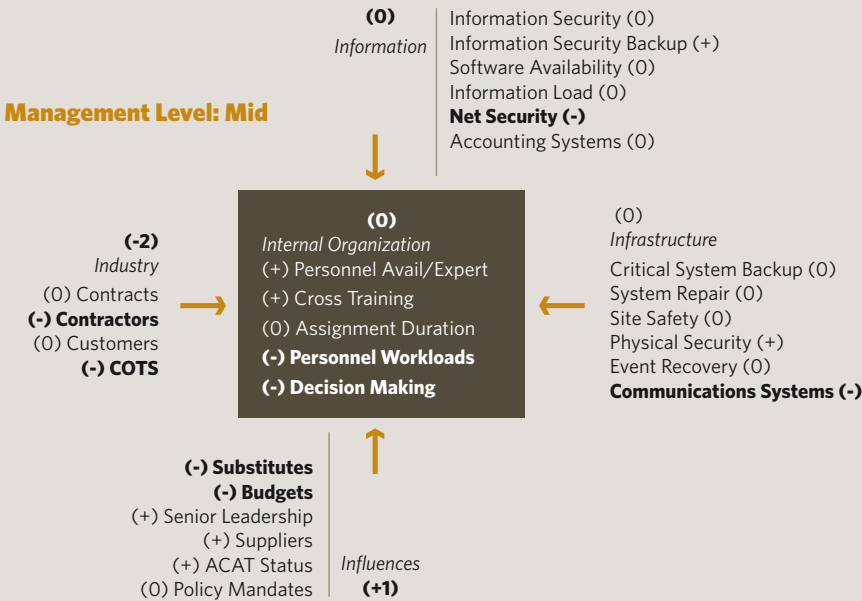 (0)
Information
Information Security (0)
Information Security Backup (+)
Software Availability (0)
Information Load (0)
Net Security (-)
Accounting Systems (0)
Management Level: Mid
(-2)
Industry
(0) Contracts
(-) Contractors
(0) Customers
(-) COTS
(0)
Internal Organization
(+) Personnel Avail/Expert
(+) Cross Training
(0) Assignment Duration
(-) Personnel Workloads
(-) Decision Making
(0)
Infrastructure
Critical System Backup (0)
System Repair (0)
Site Safety (0)
Physical Security (+)
Event Recovery (0)
Communications Systems (-)
(-) Substitutes
(-) Budgets
(+) Senior Leadership
(+) Suppliers
(+) ACAT Status
(0) Policy Mandates
Influences
(+1)